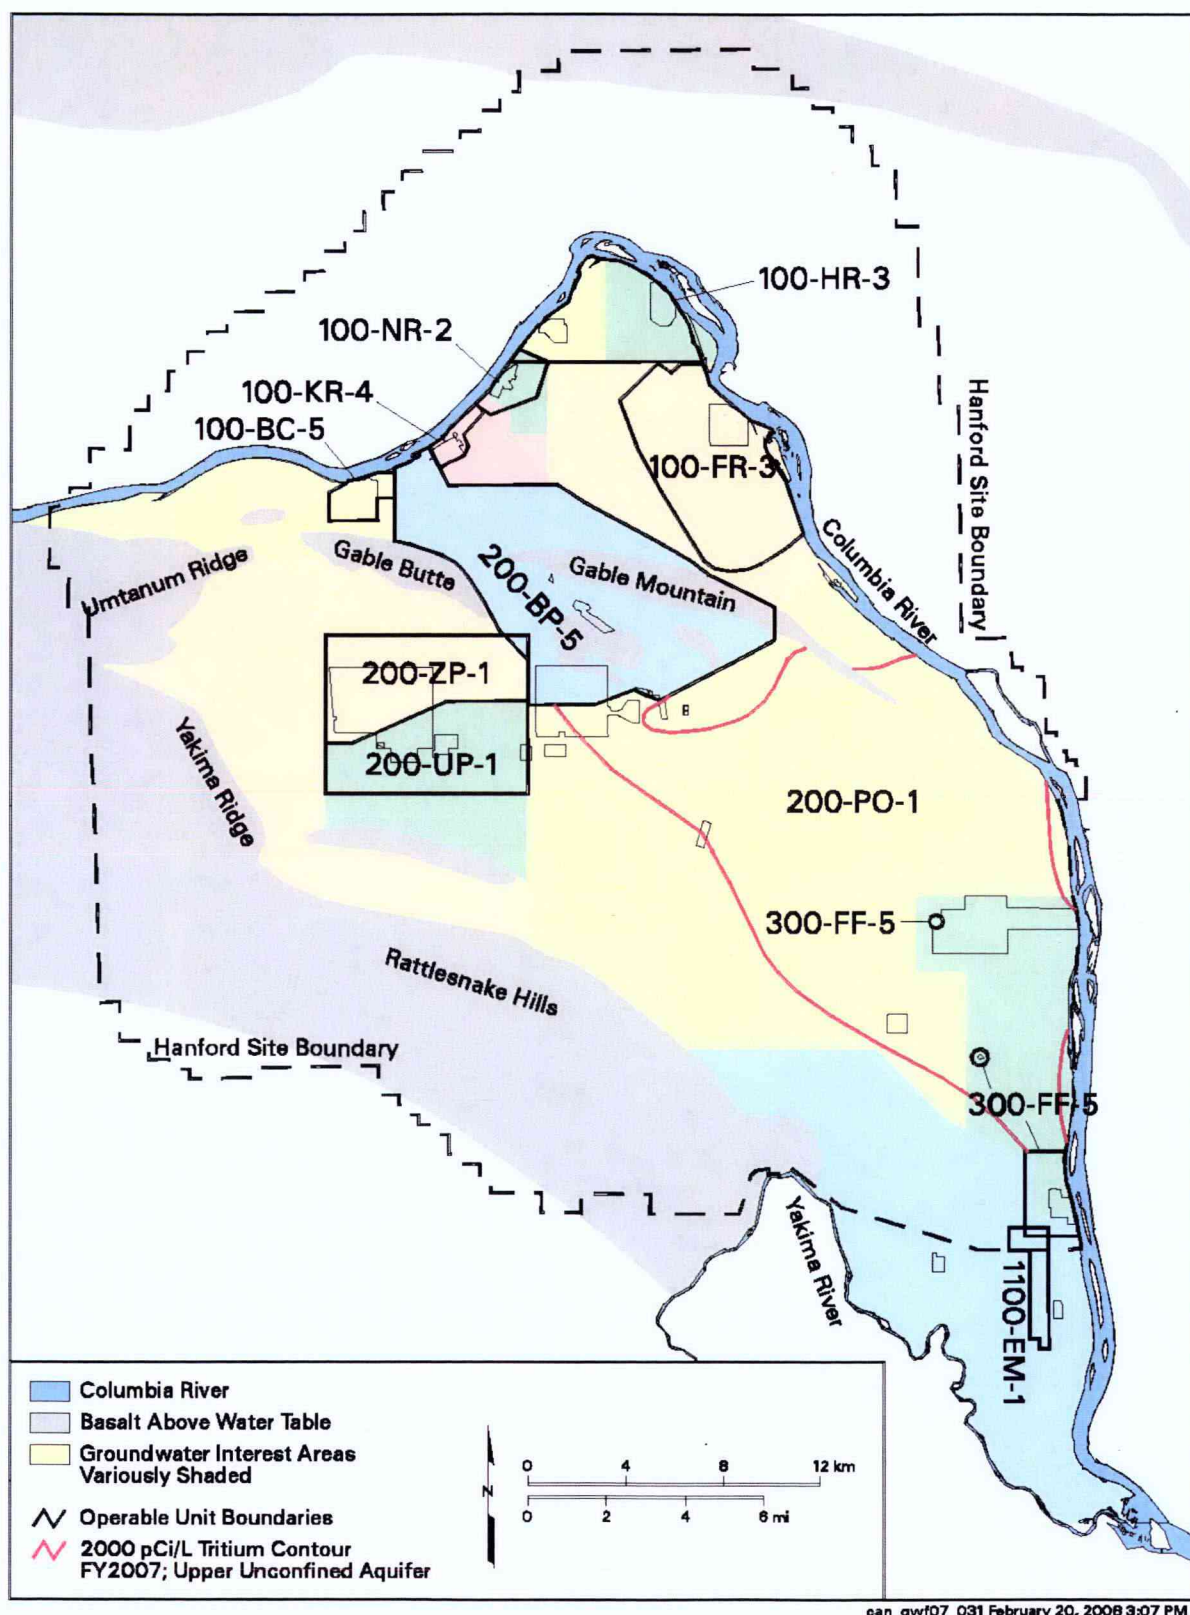 100-HR-3
100-NR-2
100-KR-4
100-BC-5
100-FR-3
Hanford Site Boundary
Columbia River
Umtanum Ridge
Gable Butte
200-BP-5
Gable Mountain
200-ZP-1
200-UP-1
Yakima Ridge
200-PO-1
300-FF-5
Rattlesnake Hills
Hanford Site Boundary
300-FF-5
Yakima River
1100-EM-1
Columbia River
Basalt Above Water Table
Groundwater Interest Areas
Variously Shaded
Operable Unit Boundaries
2000 pCi/L Tritium Contour
FY2007; Upper Unconfined Aquifer
N
0 4 8 12 km
0 2 4 6 mi
can_gwf07_031 February 20, 2008 3:07 PM